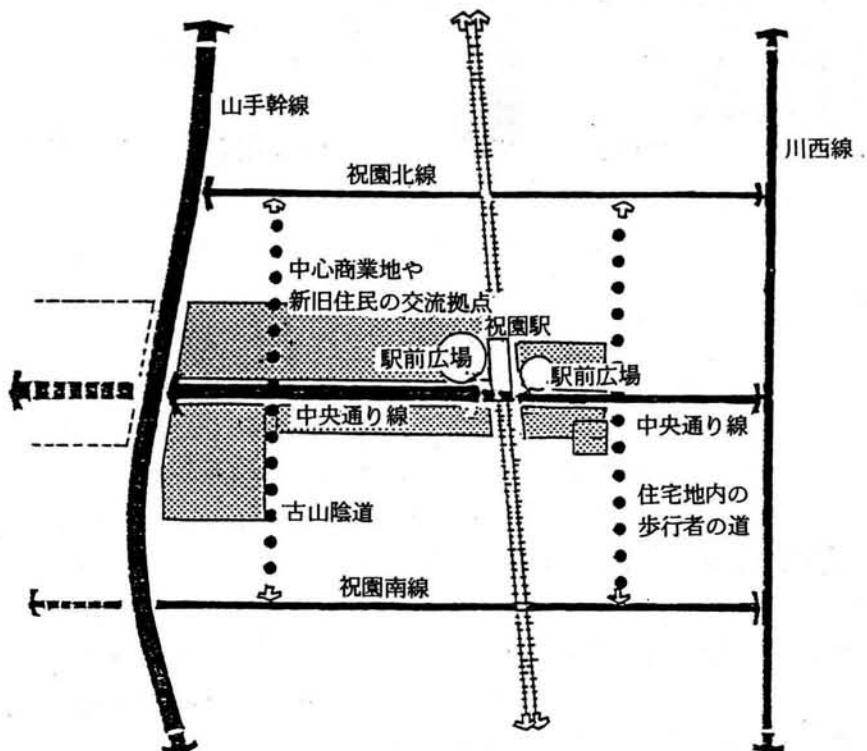 山手幹線
川西線
祝園北線
中心商業地や
新旧住民の交流拠点
祝園駅
駅前広場
駅前広場
中央通り線
中央通り線
古山陰道
住宅地内の
歩行者の道
祝園南線